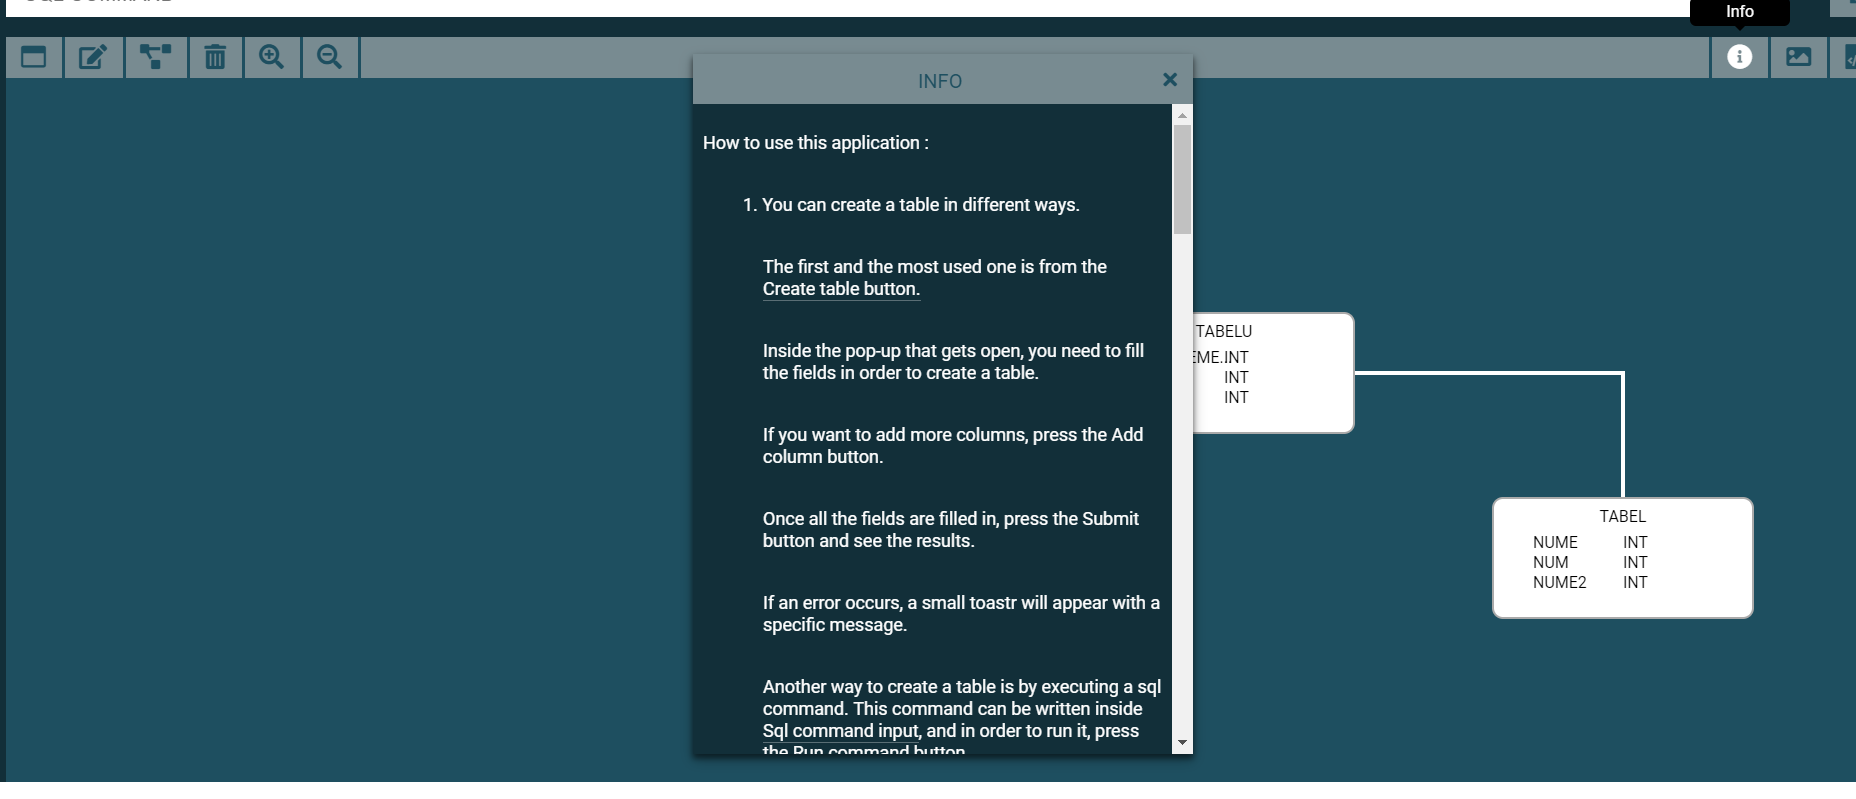 Info
INFO
How to use this application :
1. You can create a table in different ways.
The first and the most used one is from the
Create table button.
Inside the pop-up that gets open, you need to fill
the fields in order to create a table.
If you want to add more columns, press the Add
column button.
Once all the fields are filled in, press the Submit
button and see the results.
If an error occurs, a small toastr will appear with a
specific message.
Another way to create a table is by executing a sql
command. This command can be written inside
Sql command input, and in order to run it, press
the Run command button
TABELU
EME.INT
INT
INT
TABEL
NUME INT
NUM INT
NUME2 INT